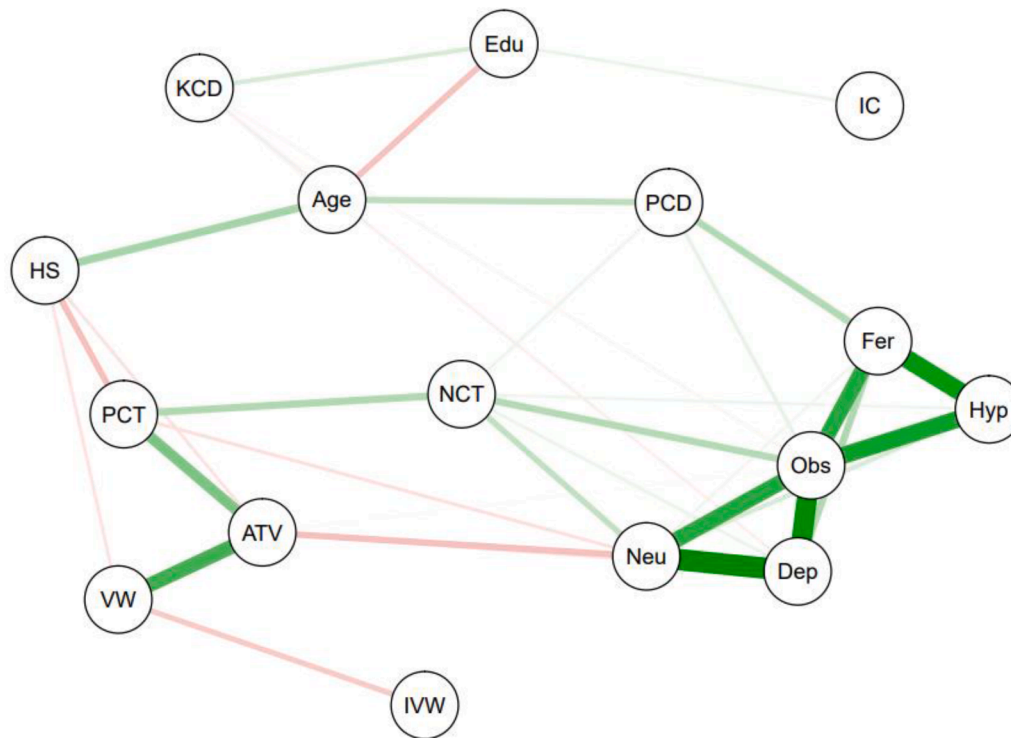 Edu
KCD
IC
Age
PCD
HS
Fer
NCT
Hyp
PCT
Obs
ATV
Neu
Dep
VW
IVW